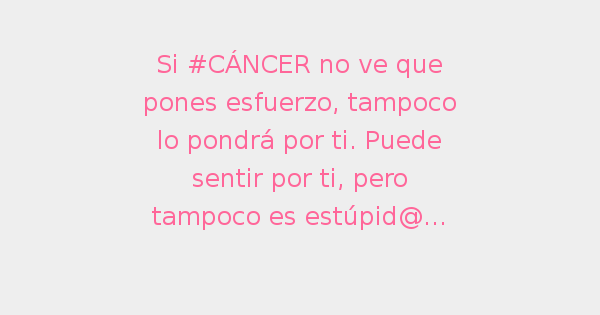 Si #CÁNCER no ve que
pones esfuerzo, tampoco
lo pondrá por ti. Puede
sentir por ti, pero
tampoco es estúpid@...